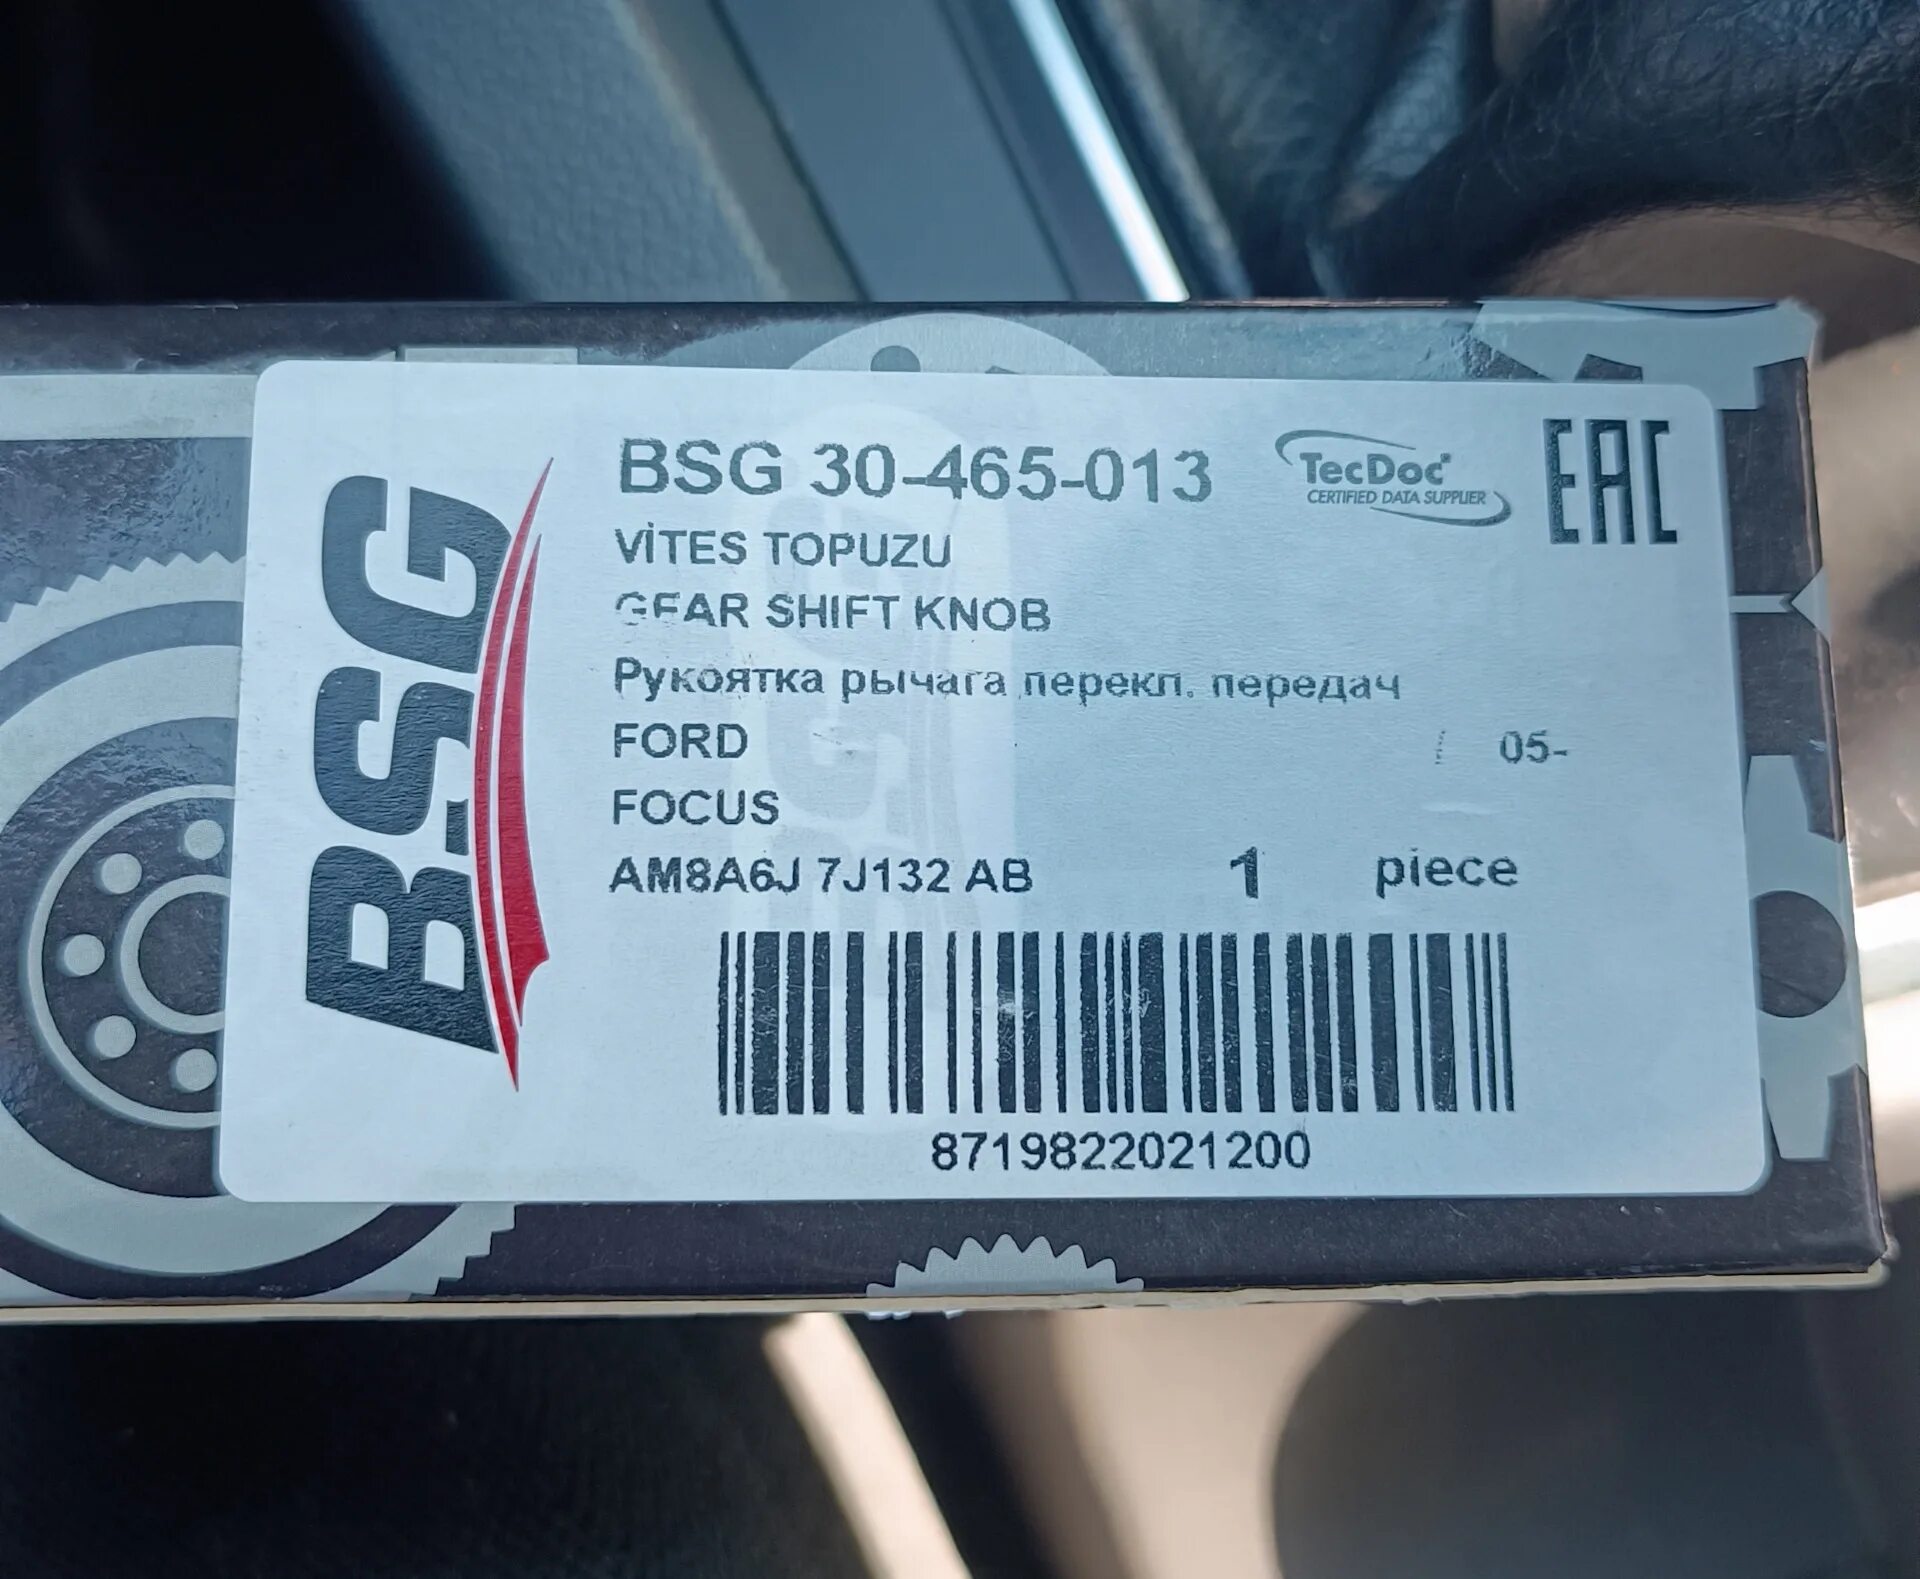 BSG
BSG 30-465-013
TecDoc
CERTIFIED DATA SUPPLIER
EAC
VİTES TOPUZU
GEAR SHIFT KNOB
Рукоятка рычага перекл. передач
FORD 05-
FOCUS
AM8A6J 7J132 AB 1 piece
8719822021200